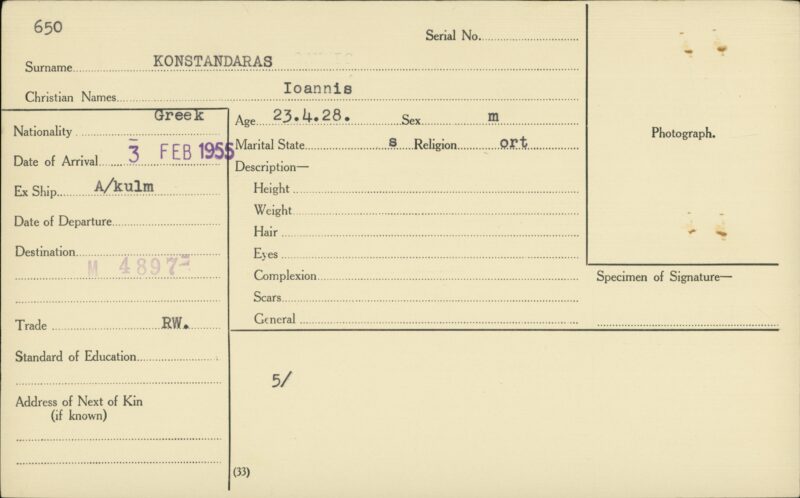 650
Serial No.
Surname KONSTANDARAS
Christian Names Ioannis
Nationality Greek
Age 23.4.28. Sex m
Date of Arrival 3 FEB 1955
Marital State s Religion ort
Photograph.
Description—
Ex Ship A/kulm
Height
Weight
Date of Departure
Hair
Destination
Eyes
M 4897
Complexion
Specimen of Signature—
Scars
Trade RW.
General
Standard of Education
5/
Address of Next of Kin
(if known)
(33)